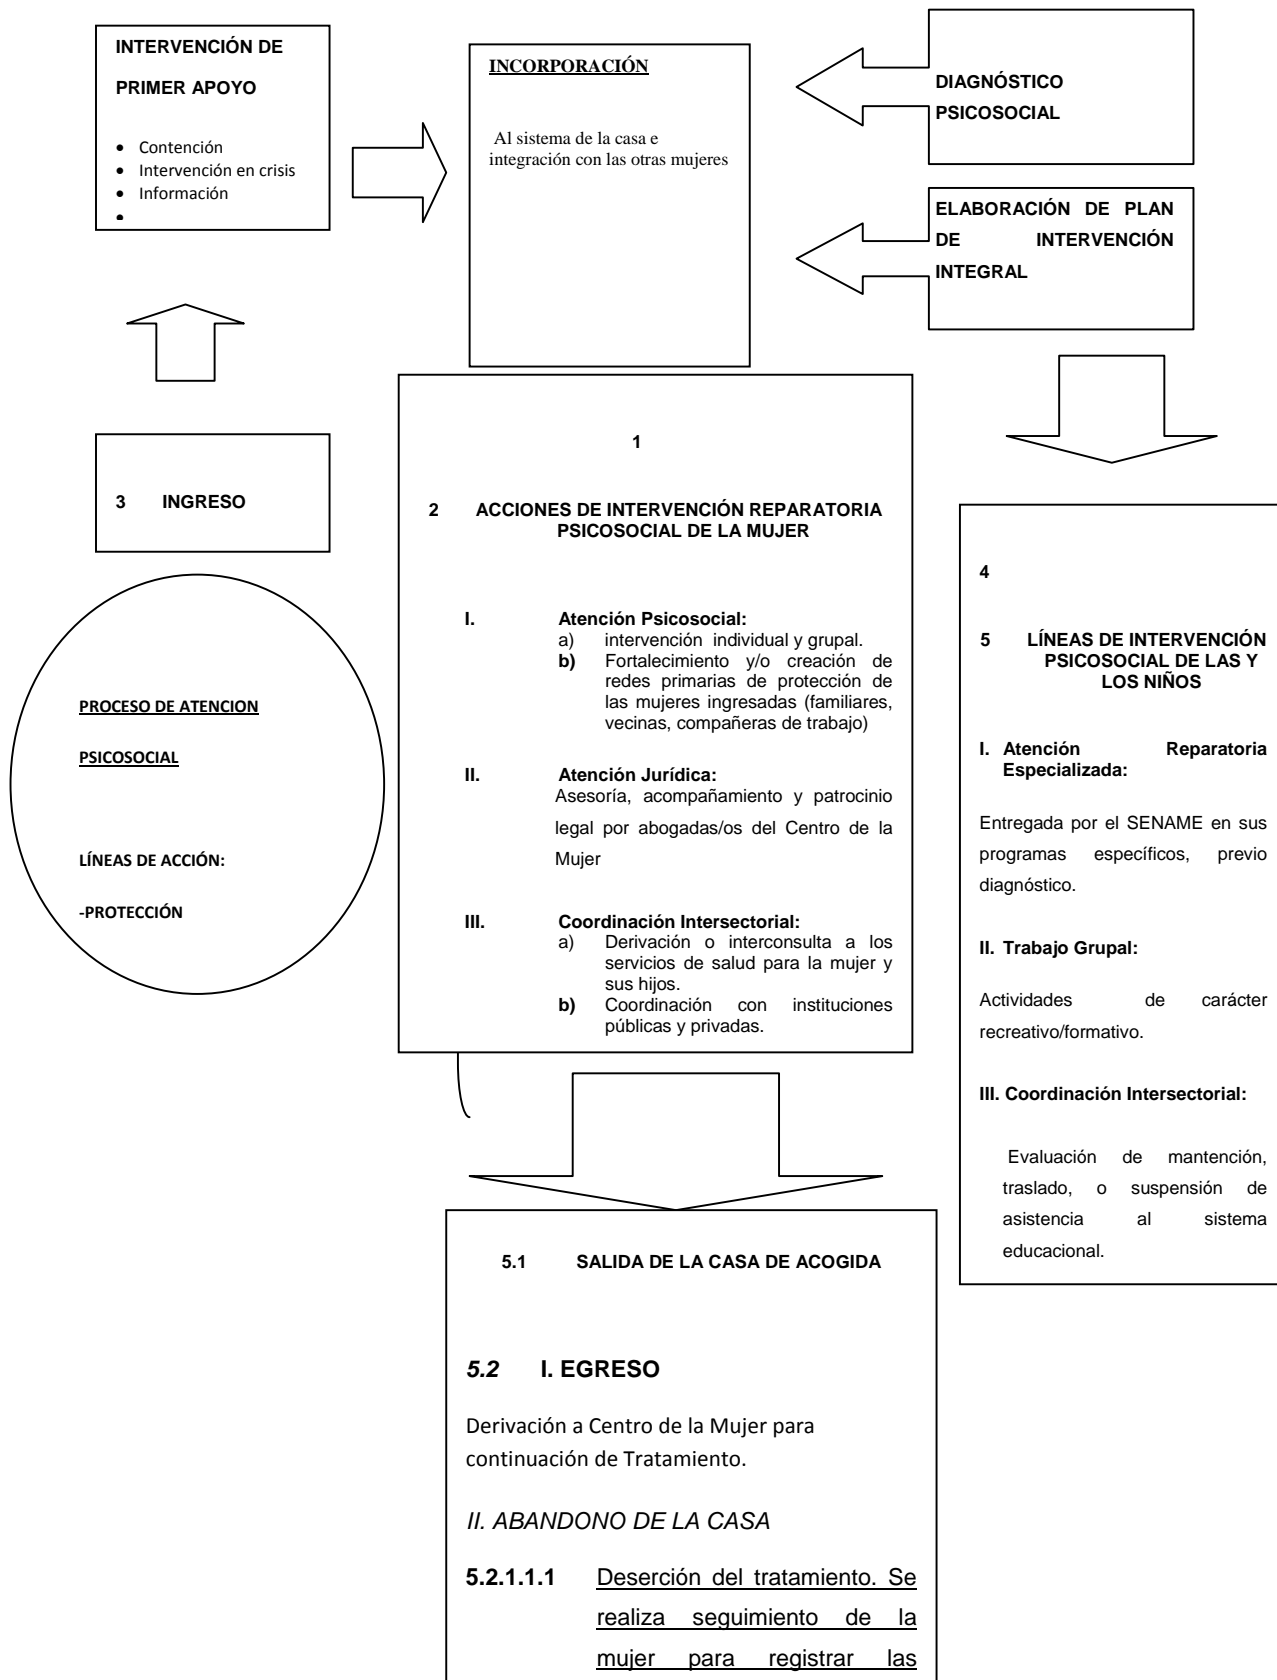 INTERVENCIÓN DE
PRIMER APOYO
• Contención
• Intervención en crisis
• Información
•
INCORPORACIÓN
Al sistema de la casa e
integración con las otras mujeres
DIAGNÓSTICO
PSICOSOCIAL
ELABORACIÓN DE PLAN
DE INTERVENCIÓN
INTEGRAL
3 INGRESO
PROCESO DE ATENCION
PSICOSOCIAL
LÍNEAS DE ACCIÓN:
-PROTECCIÓN
1
2 ACCIONES DE INTERVENCIÓN REPARATORIA
PSICOSOCIAL DE LA MUJER
I. Atención Psicosocial:
a) intervención individual y grupal.
b) Fortalecimiento y/o creación de
redes primarias de protección de
las mujeres ingresadas (familiares,
vecinas, compañeras de trabajo)
II. Atención Jurídica:
Asesoría, acompañamiento y patrocinio
legal por abogadas/os del Centro de la
Mujer
III. Coordinación Intersectorial:
a) Derivación o interconsulta a los
servicios de salud para la mujer y
sus hijos.
b) Coordinación con instituciones
públicas y privadas.
4
5 LÍNEAS DE INTERVENCIÓN
PSICOSOCIAL DE LAS Y
LOS NIÑOS
I. Atención Reparatoria
Especializada:
Entregada por el SENAME en sus
programas específicos, previo
diagnóstico.
II. Trabajo Grupal:
Actividades de carácter
recreativo/formativo.
III. Coordinación Intersectorial:
Evaluación de mantención,
traslado, o suspensión de
asistencia al sistema
educacional.
5.1 SALIDA DE LA CASA DE ACOGIDA
5.2 I. EGRESO
Derivación a Centro de la Mujer para
continuación de Tratamiento.
II. ABANDONO DE LA CASA
5.2.1.1.1 Deserción del tratamiento. Se
realiza seguimiento de la
mujer para registrar las